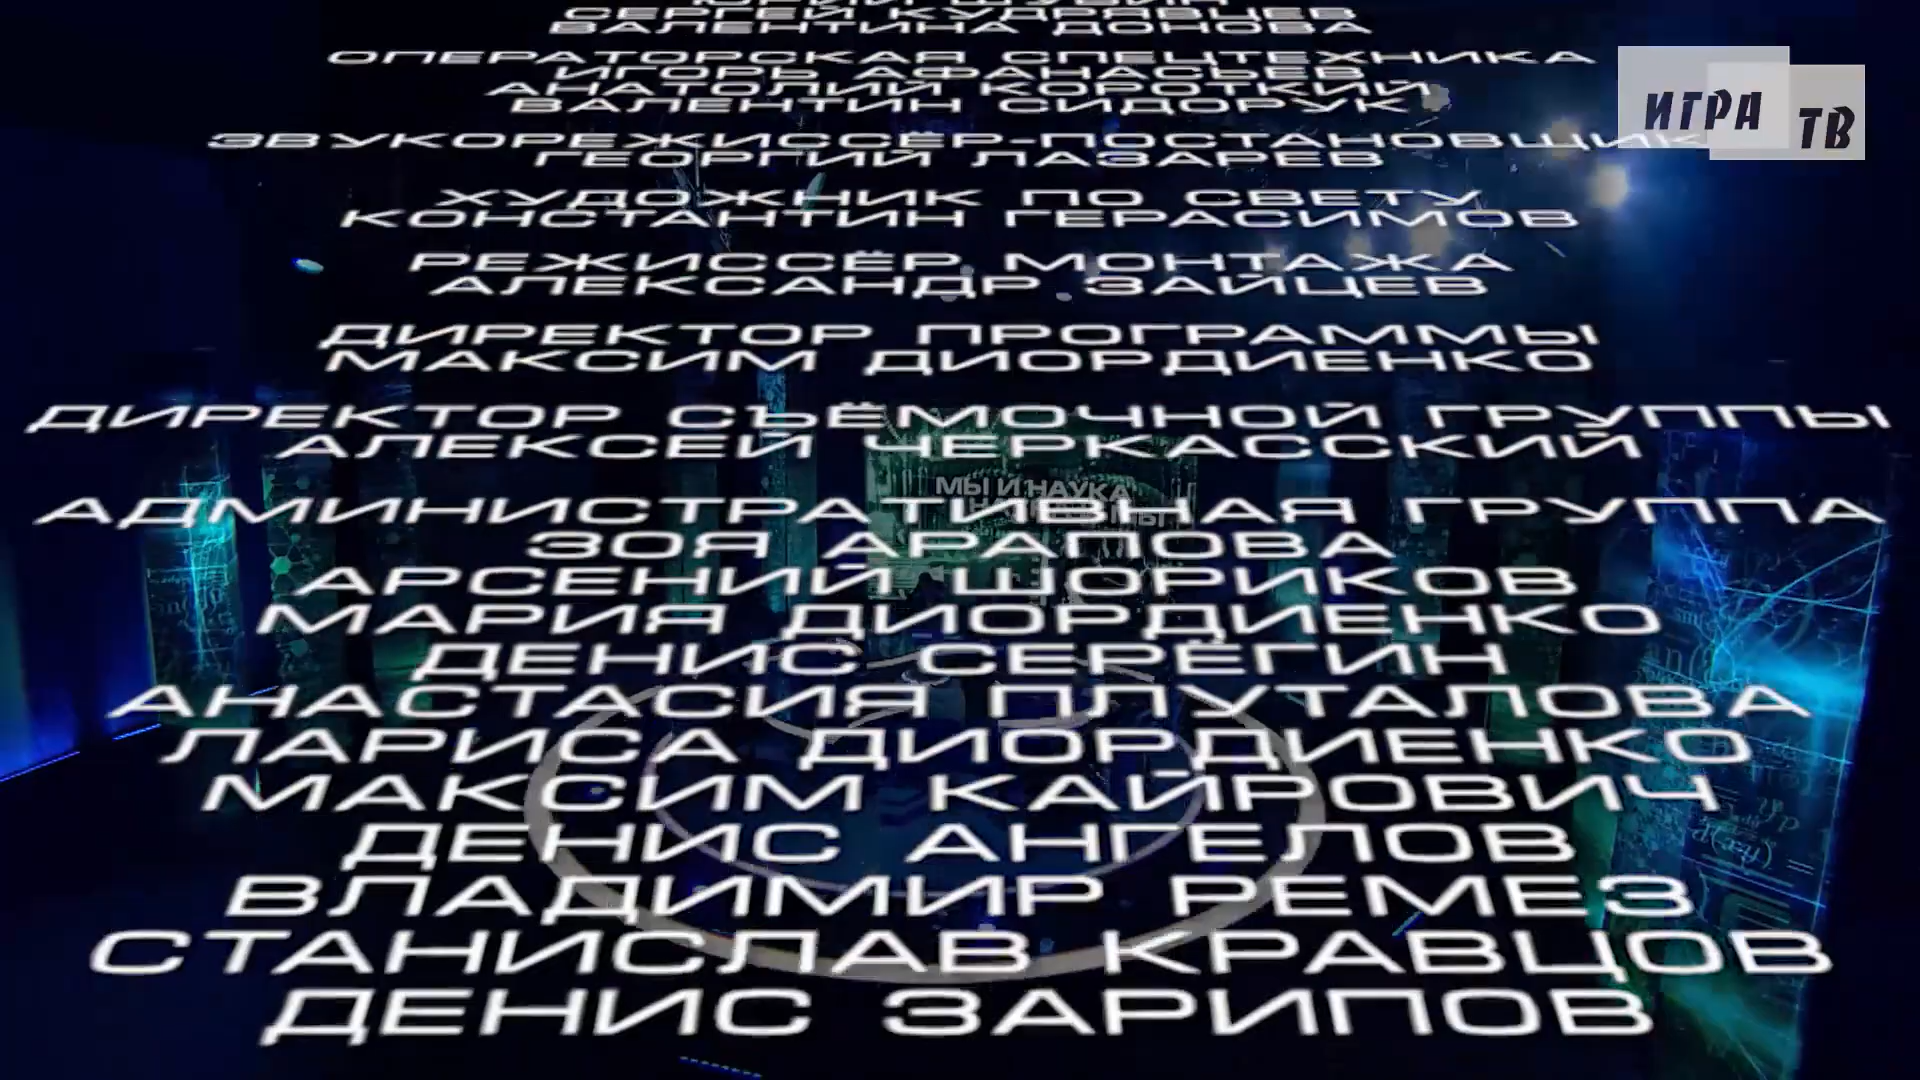 ЮРИЙ ШУБИН
СЕРГЕЙ КУДРЯВЦЕВ
ВАЛЕНТИНА ДОНОВА
ОПЕРАТОРСКАЯ СПЕЦТЕХНИКА
ИГОРЬ АФАНАСЬЕВ
АНАТОЛИЙ КОРОТКИЙ
ВАЛЕНТИН СИДОРУК
ИГРА ТВ
ЗВУКОРЕЖИССЁР-ПОСТАНОВЩИК
ГЕОРГИЙ ЛАЗАРЕВ
ХУДОЖНИК ПО СВЕТУ
КОНСТАНТИН ГЕРАСИМОВ
РЕЖИССЁР МОНТАЖА
АЛЕКСАНДР ЗАЙЦЕВ
ДИРЕКТОР ПРОГРАММЫ
МАКСИМ ДИОРДИЕНКО
ДИРЕКТОР СЪЁМОЧНОЙ ГРУППЫ
АЛЕКСЕЙ ЧЕРКАССКИЙ
МЫ И НАУКА
АДМИНИСТРАТИВНАЯ ГРУППА
ЗОЯ АРАПОВА
АРСЕНИЙ ШОРИКОВ
МАРИЯ ДИОРДИЕНКО
ДЕНИС СЕРЁГИН
АНАСТАСИЯ ПЛУТАЛОВА
ЛАРИСА ДИОРДИЕНКО
МАКСИМ КАЙРОВИЧ
ДЕНИС АНГЕЛОВ
ВЛАДИМИР РЕМЕЗ
СТАНИСЛАВ КРАВЦОВ
ДЕНИС ЗАРИПОВ